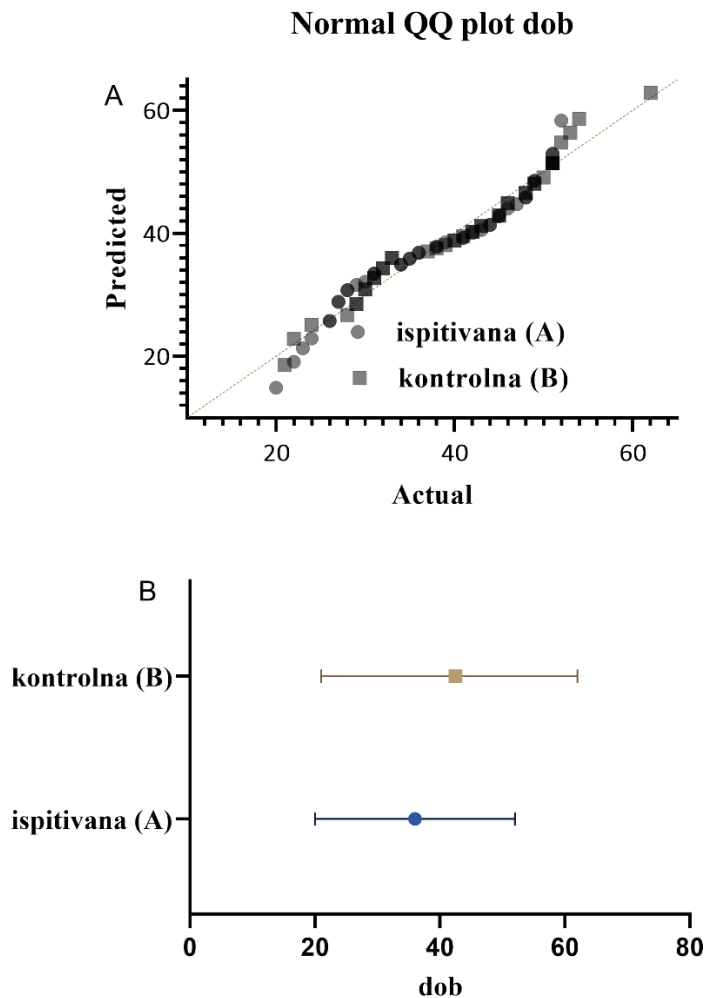 Normal QQ plot dob
A
60
40
20
Predicted
ispitivana (A)
kontrolna (B)
20 40 60
Actual
B
kontrolna (B)
ispitivana (A)
0 20 40 60 80
dob